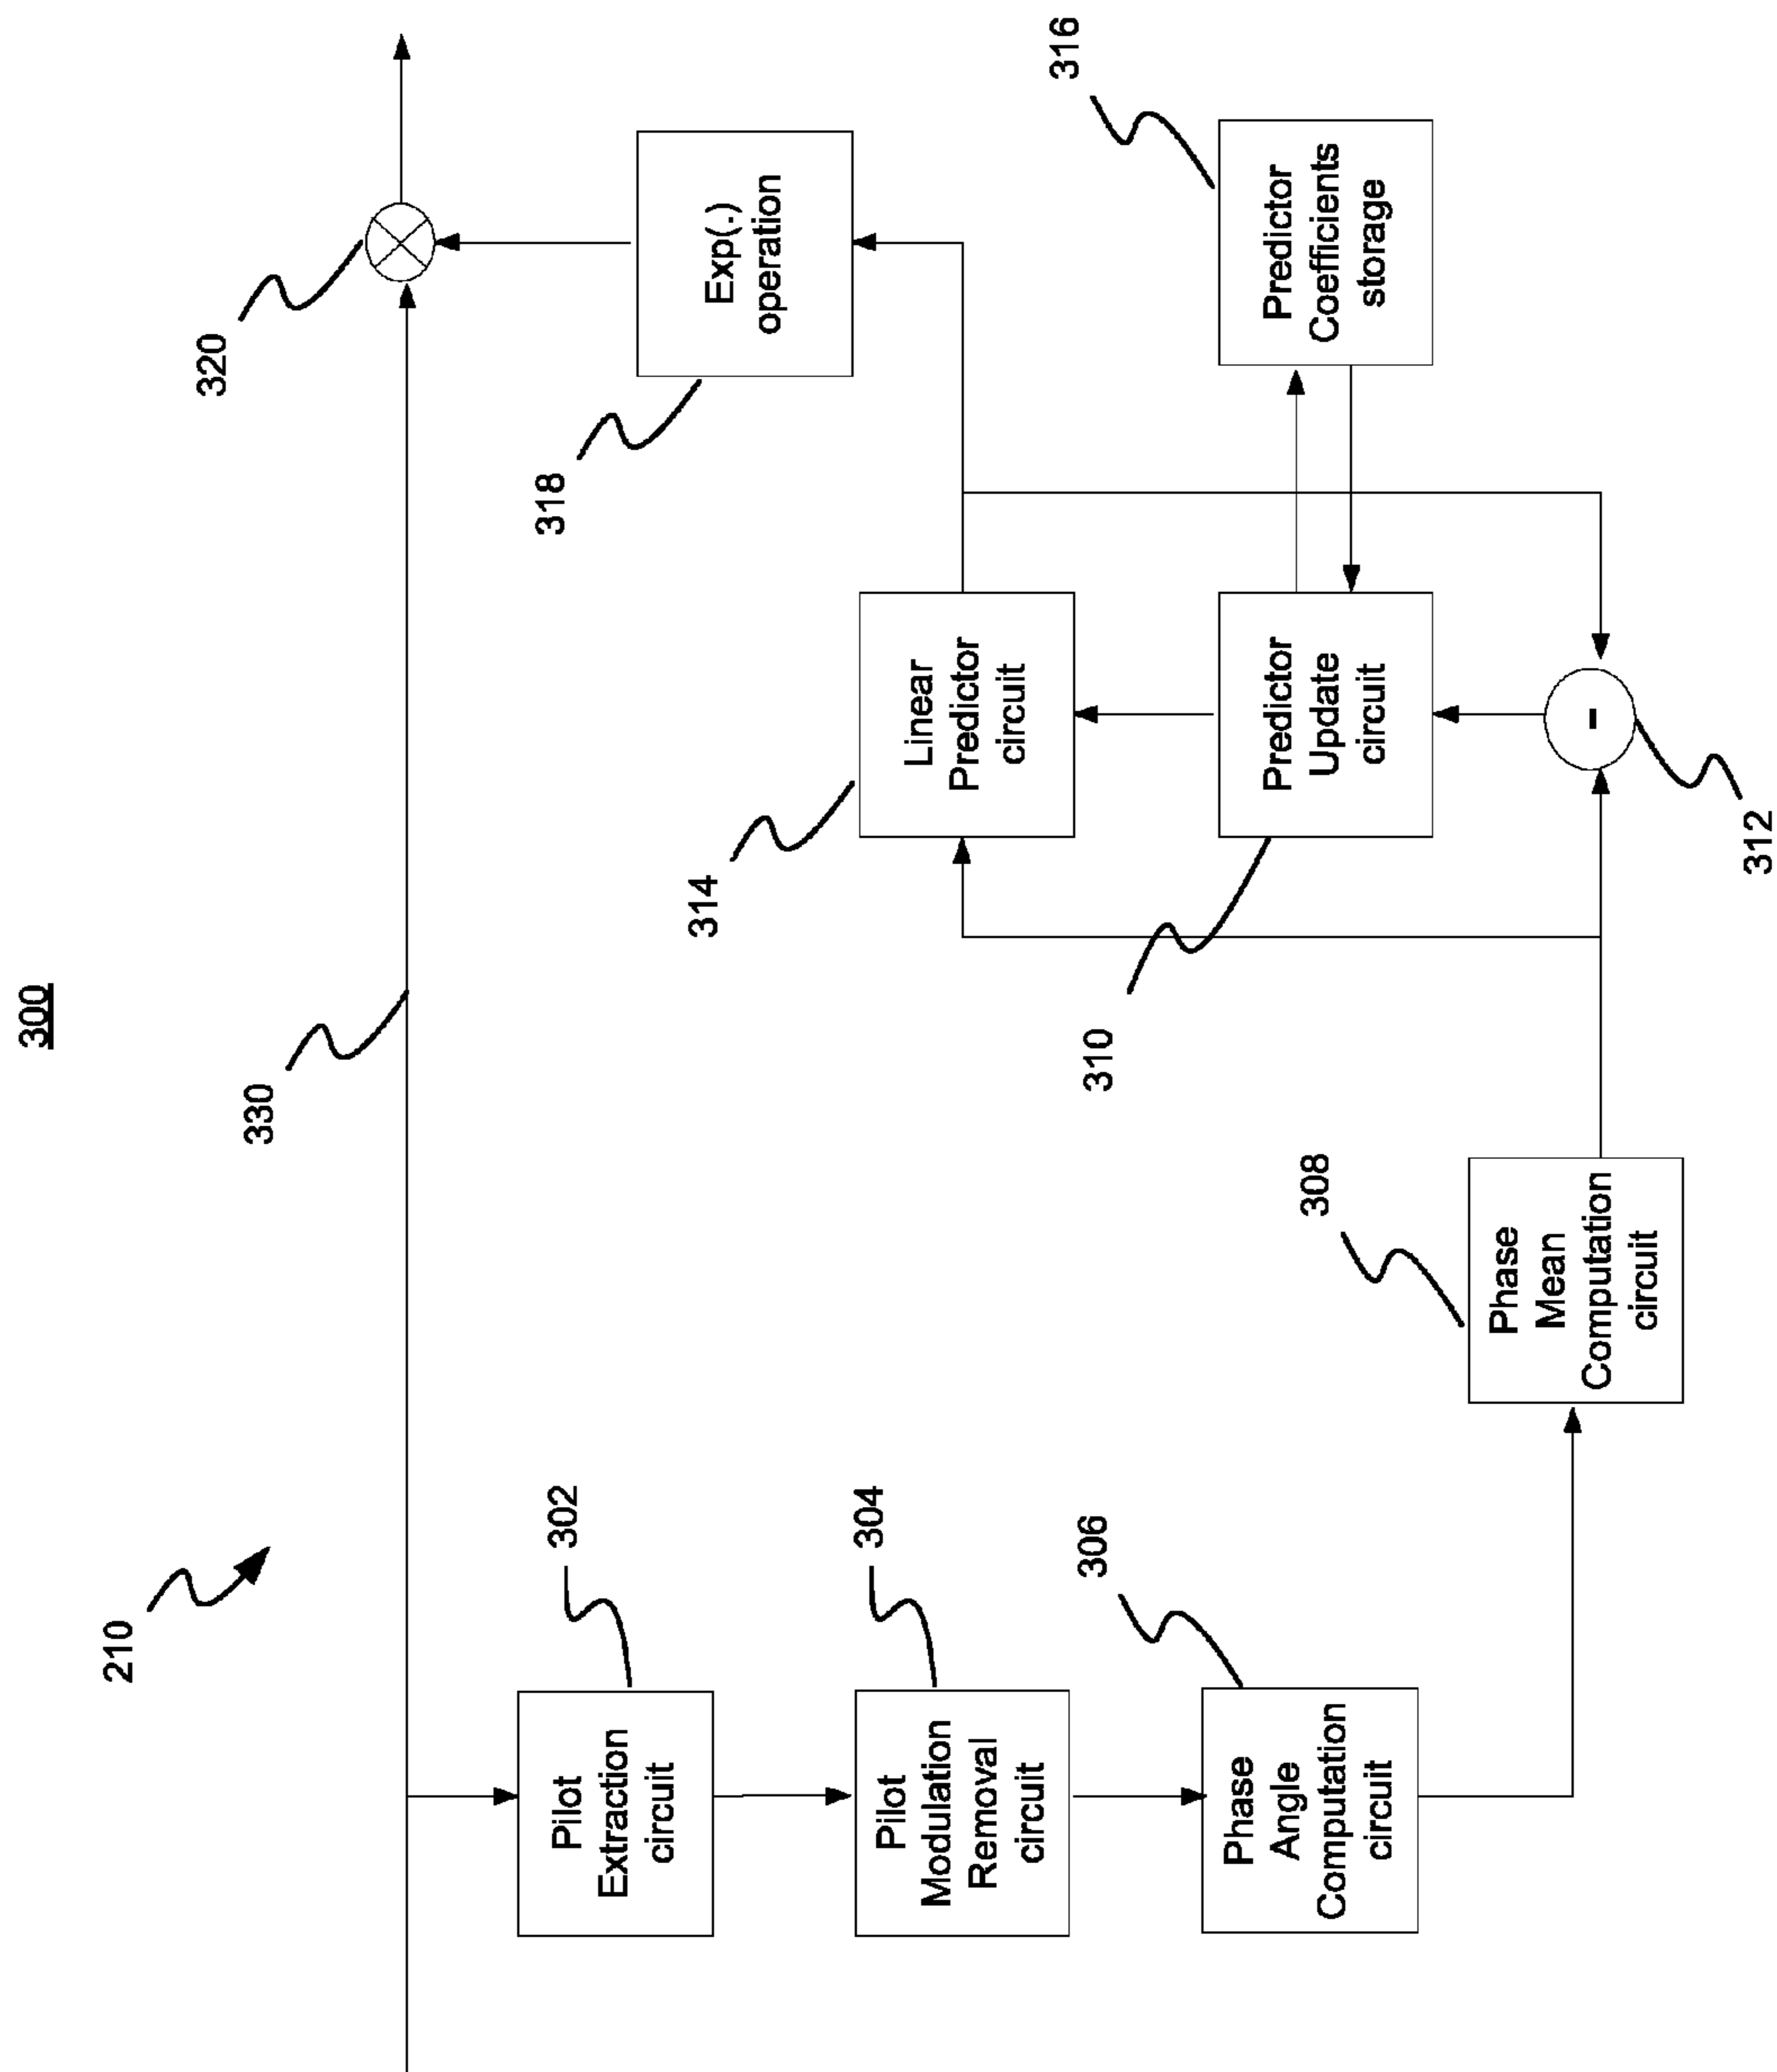 300
210
330
320
302
Pilot
Extraction
circuit
304
Pilot
Modulation
Removal
circuit
306
Phase
Angle
Computation
circuit
308
Phase
Mean
Computation
circuit
314
Linear
Predictor
circuit
310
Predictor
Update
circuit
312
-
318
Exp(.)
operation
316
Predictor
Coefficients
storage